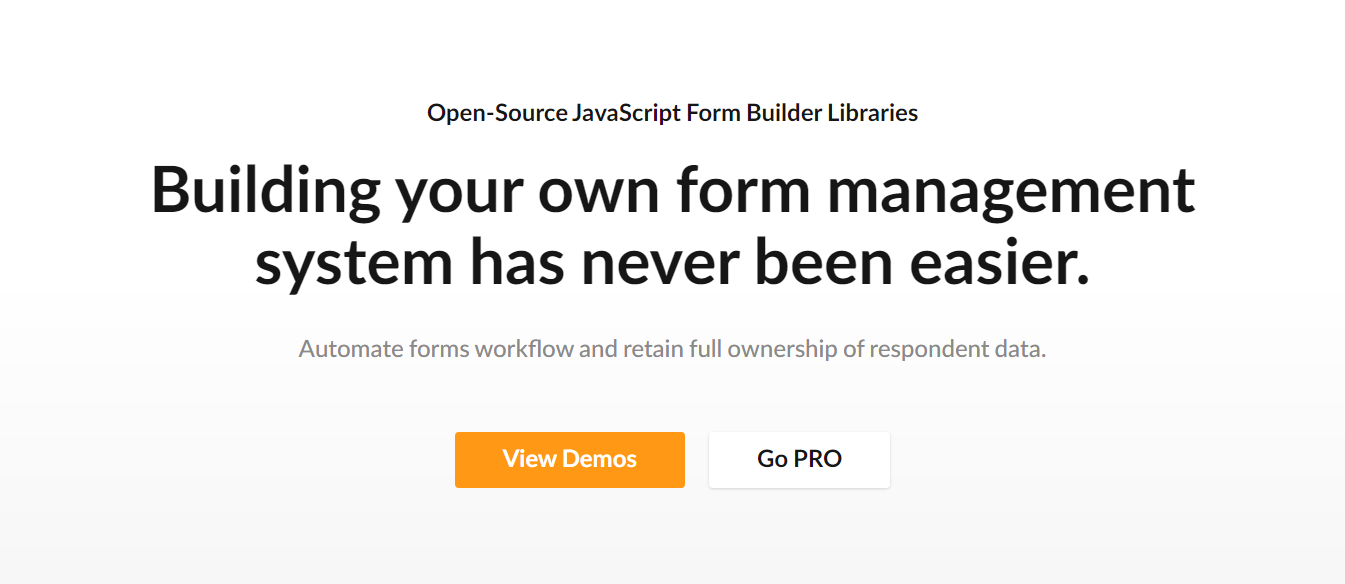 Open-Source JavaScript Form Builder Libraries
Building your own form management
system has never been easier.
Automate forms workflow and retain full ownership of respondent data.
View Demos
Go PRO